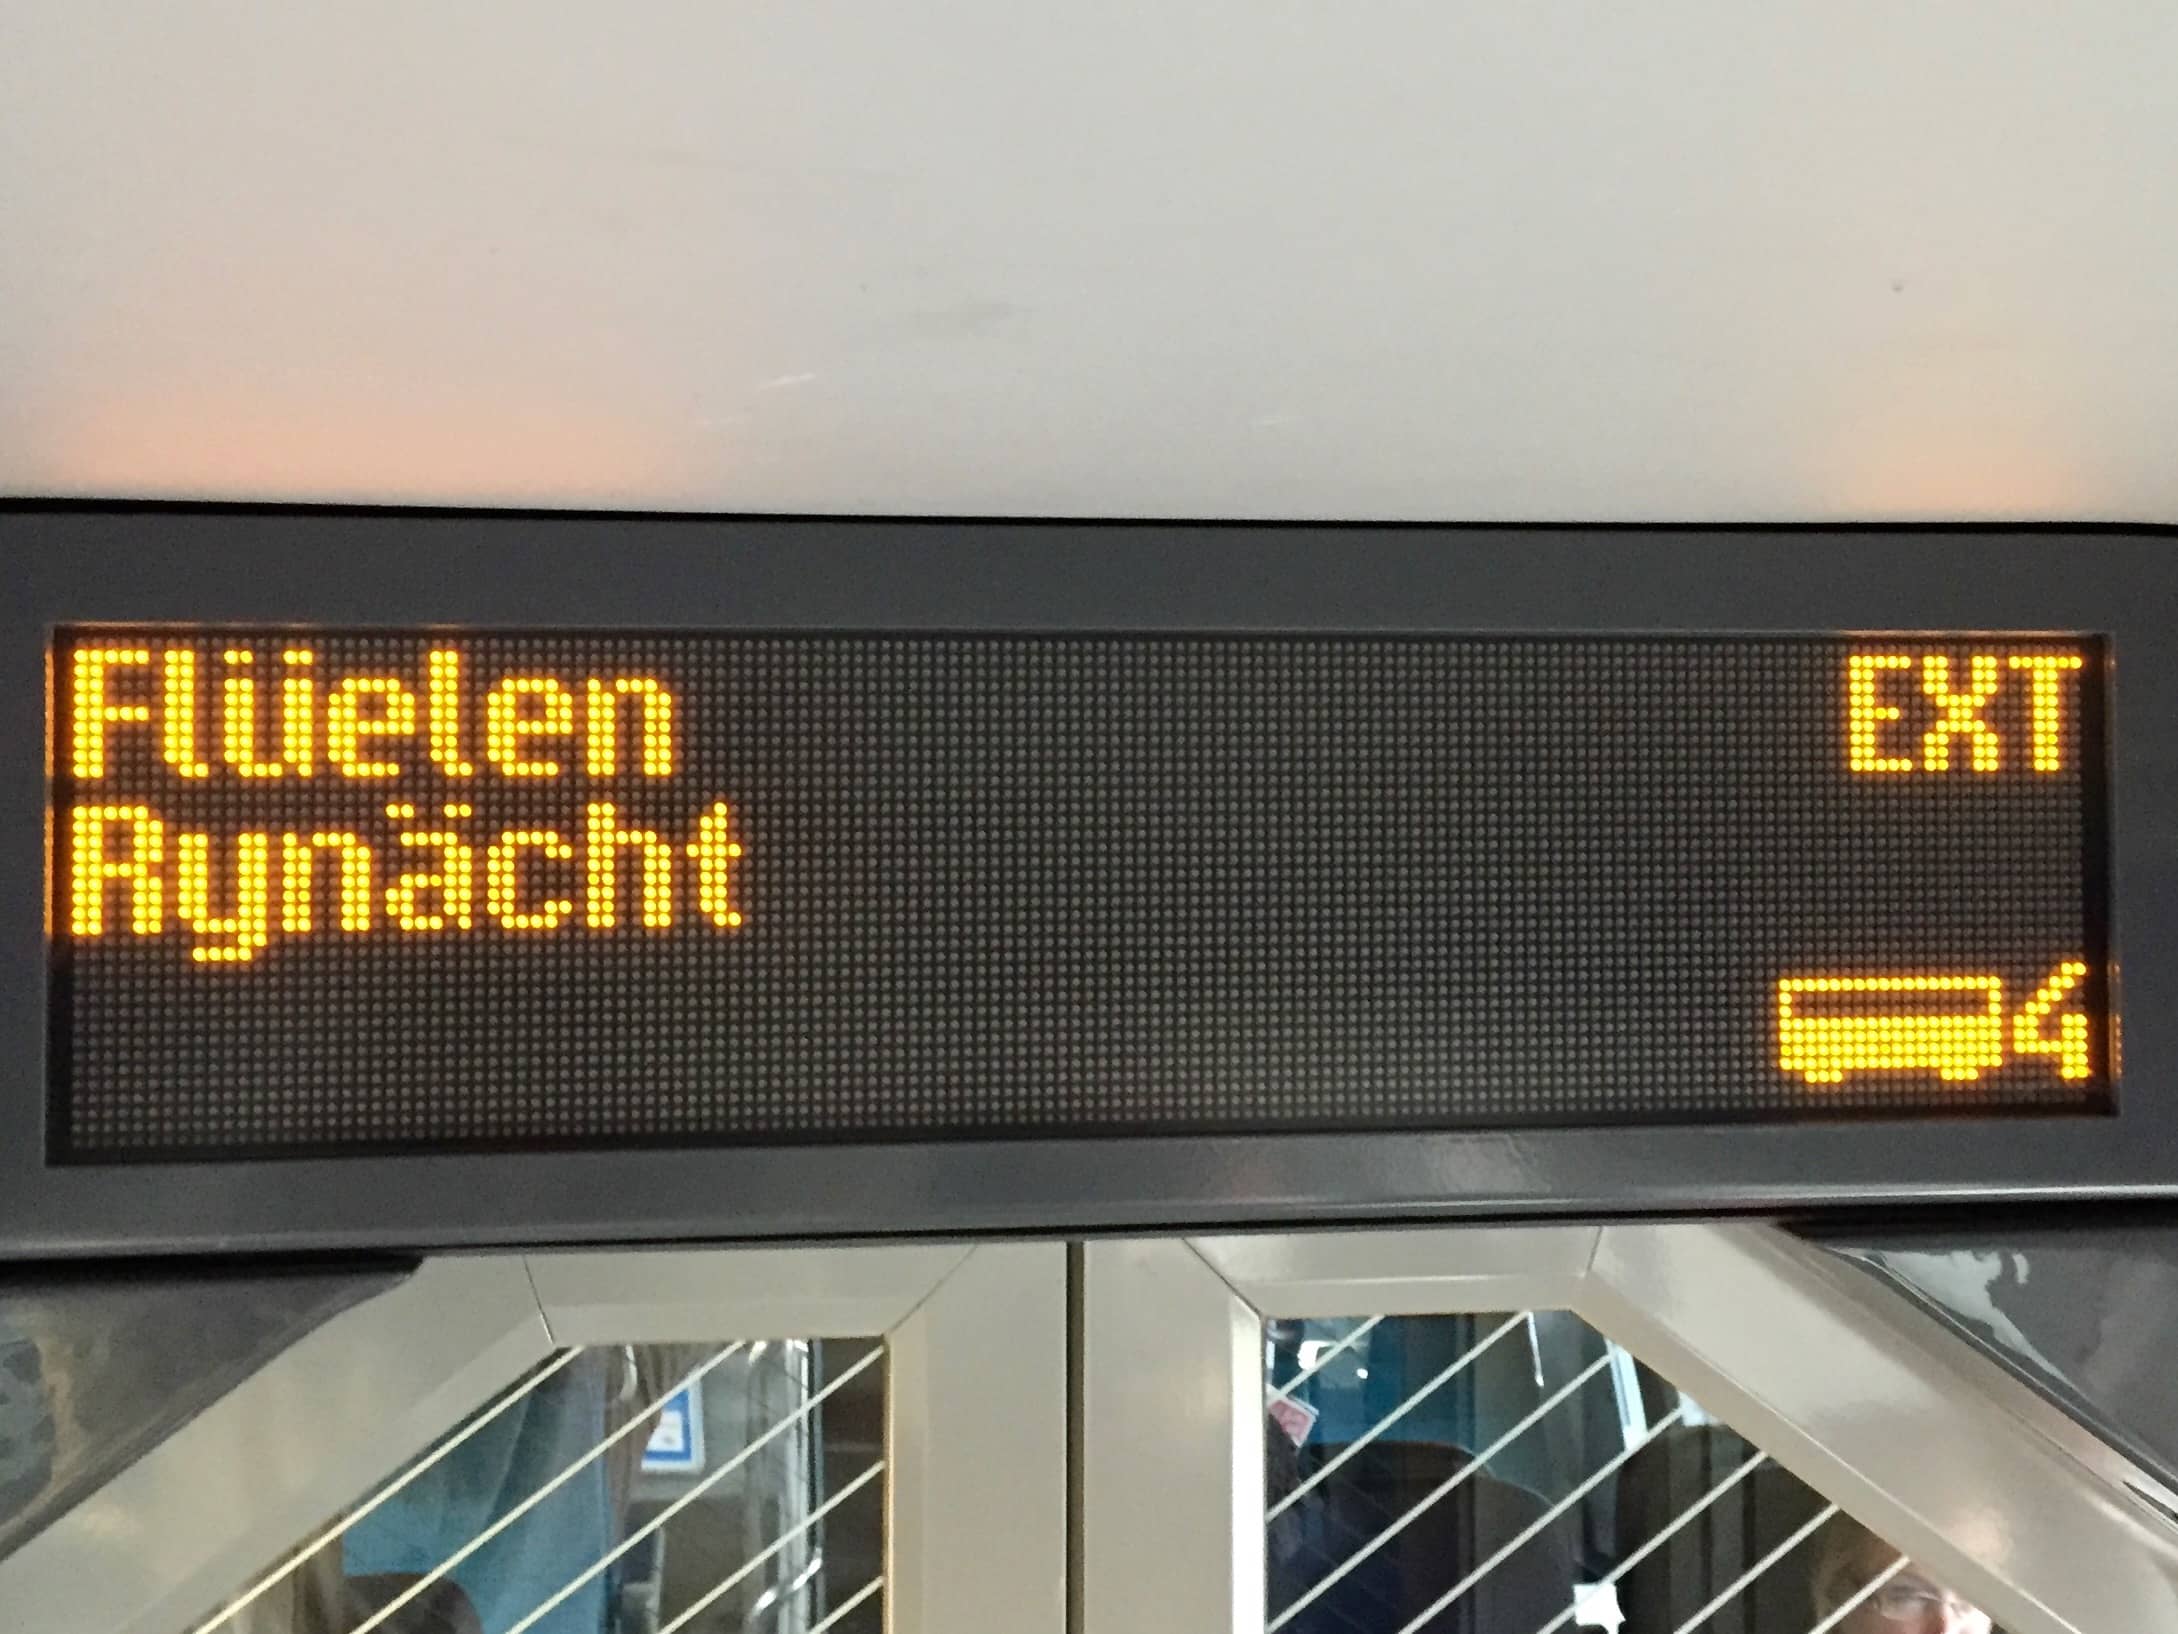 Flüelen
EXT
Rynächt
4